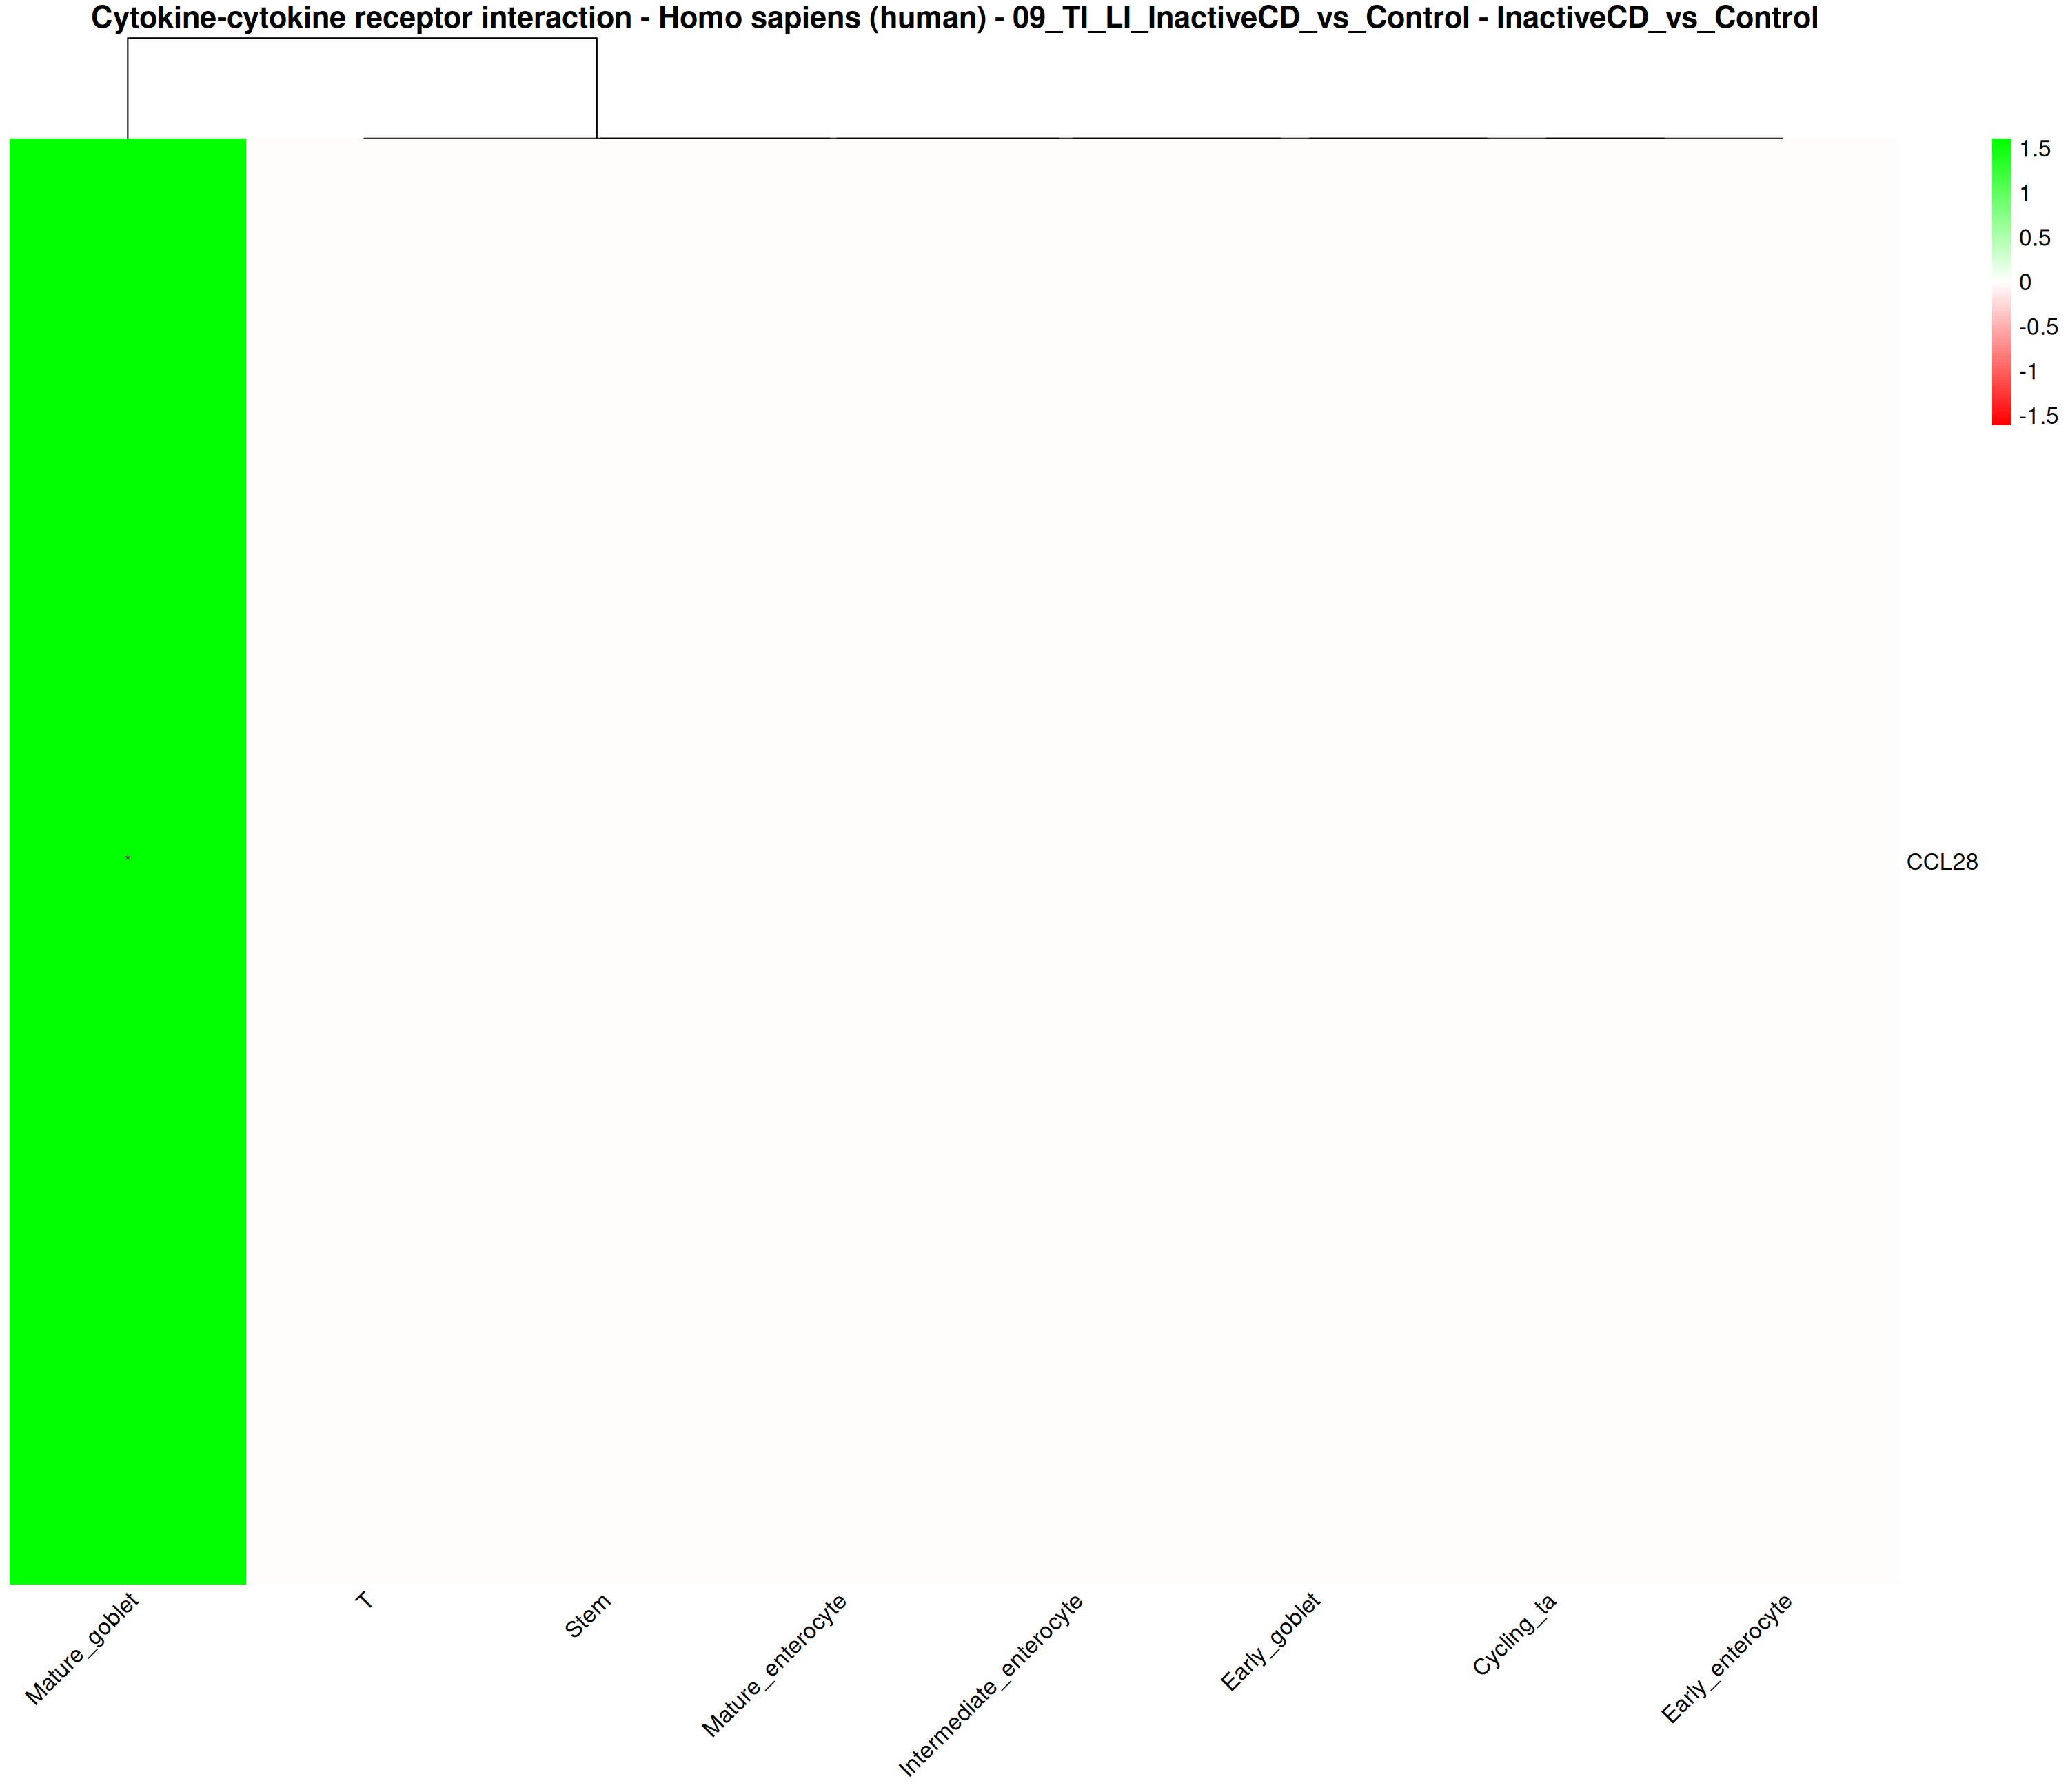 Cytokine-cytokine receptor interaction - Homo sapiens (human) - 09_TI_LI_InactiveCD_vs_Control - InactiveCD_vs_Control
1.5
1
0.5
0
-0.5
-1
-1.5
*
CCL28
Mature_goblet
T
Stem
Mature_enterocyte
Intermediate_enterocyte
Early_goblet
Cycling_ta
Early_enterocyte